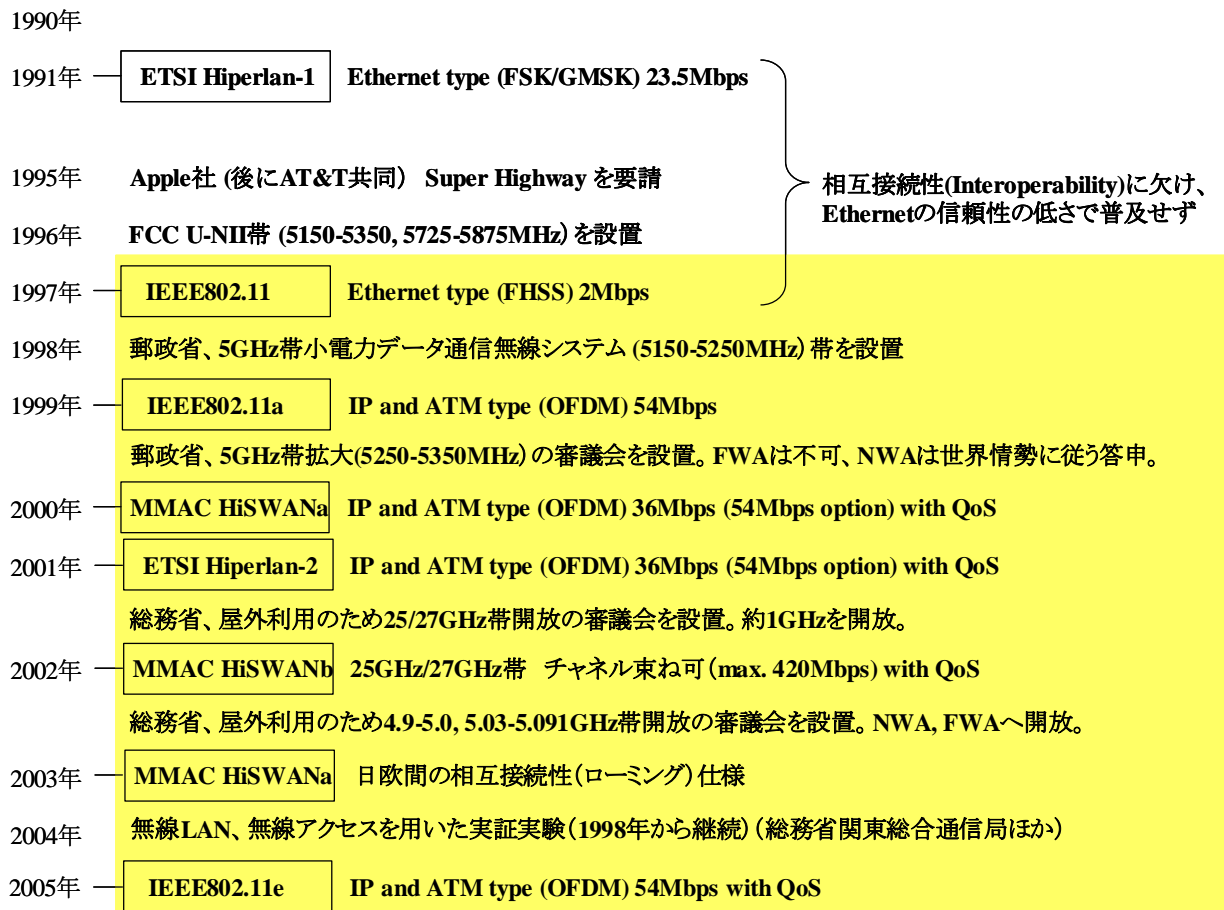 1990年
1991年 ETSI Hiperlan-1 Ethernet type (FSK/GMSK) 23.5Mbps
1995年 Apple社 (後にAT&T共同) Super Highway を要請
相互接続性(Interoperability)に欠け、
Ethernetの信頼性の低さで普及せず
1996年 FCC U-NII帯 (5150-5350, 5725-5875MHz) を設置
1997年 IEEE802.11 Ethernet type (FHSS) 2Mbps
1998年 郵政省、5GHz帯小電力データ通信無線システム (5150-5250MHz) 帯を設置
1999年 IEEE802.11a IP and ATM type (OFDM) 54Mbps
郵政省、5GHz帯拡大(5250-5350MHz) の審議会を設置。FWAは不可、NWAは世界情勢に従う答申。
2000年 MMAC HiSWANa IP and ATM type (OFDM) 36Mbps (54Mbps option) with QoS
2001年 ETSI Hiperlan-2 IP and ATM type (OFDM) 36Mbps (54Mbps option) with QoS
総務省、屋外利用のため25/27GHz帯開放の審議会を設置。約1GHzを開放。
2002年 MMAC HiSWANb 25GHz/27GHz帯 チャネル束ね可(max. 420Mbps) with QoS
総務省、屋外利用のため4.9-5.0, 5.03-5.091GHz帯開放の審議会を設置。NWA, FWAへ開放。
2003年 MMAC HiSWANa 日欧間の相互接続性(ローミング)仕様
2004年 無線LAN、無線アクセスを用いた実証実験(1998年から継続)(総務省関東総合通信局ほか)
2005年 IEEE802.11e IP and ATM type (OFDM) 54Mbps with QoS